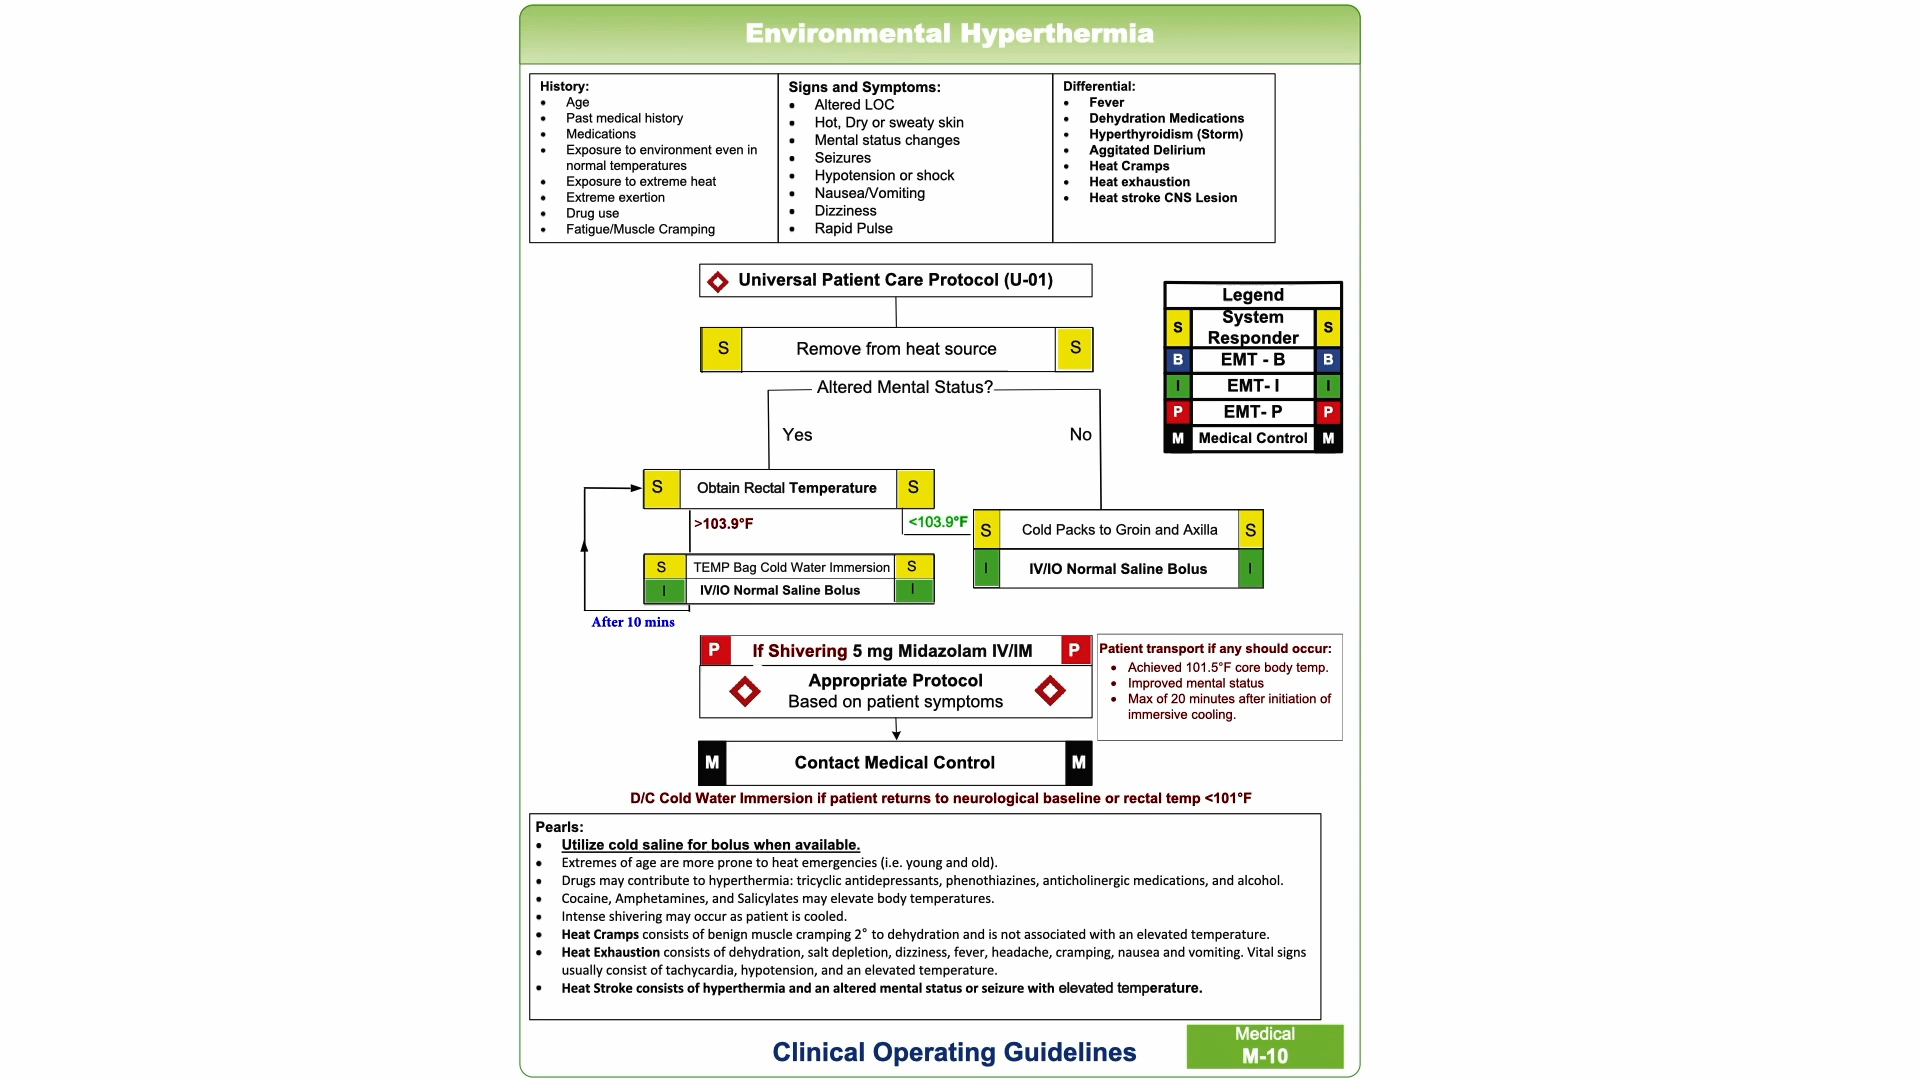 Environmental Hyperthermia
History:
• Age
• Past medical history
• Medications
• Exposure to environment even in
normal temperatures
• Exposure to extreme heat
• Extreme exertion
• Drug use
• Fatigue/Muscle Cramping
Signs and Symptoms:
• Altered LOC
• Hot, Dry or sweaty skin
• Mental status changes
• Seizures
• Hypotension or shock
• Nausea/Vomiting
• Dizziness
• Rapid Pulse
Differential:
• Fever
• Dehydration Medications
• Hyperthyroidism (Storm)
• Aggitated Delirium
• Heat Cramps
• Heat exhaustion
• Heat stroke CNS Lesion
Universal Patient Care Protocol (U-01)
Legend
S System Responder S
B EMT - B B
I EMT- I I
P EMT- P P
M Medical Control M
S Remove from heat source S
Altered Mental Status?
Yes
No
S Obtain Rectal Temperature S
>103.9°F
<103.9°F
S Cold Packs to Groin and Axilla S
I IV/IO Normal Saline Bolus I
S TEMP Bag Cold Water Immersion S
I IV/IO Normal Saline Bolus I
After 10 mins
P If Shivering 5 mg Midazolam IV/IM P
Appropriate Protocol
Based on patient symptoms
Patient transport if any should occur:
• Achieved 101.5°F core body temp.
• Improved mental status
• Max of 20 minutes after initiation of
immersive cooling.
M Contact Medical Control M
D/C Cold Water Immersion if patient returns to neurological baseline or rectal temp <101°F
Pearls:
• Utilize cold saline for bolus when available.
• Extremes of age are more prone to heat emergencies (i.e. young and old).
• Drugs may contribute to hyperthermia: tricyclic antidepressants, phenothiazines, anticholinergic medications, and alcohol.
• Cocaine, Amphetamines, and Salicylates may elevate body temperatures.
• Intense shivering may occur as patient is cooled.
• Heat Cramps consists of benign muscle cramping 2° to dehydration and is not associated with an elevated temperature.
• Heat Exhaustion consists of dehydration, salt depletion, dizziness, fever, headache, cramping, nausea and vomiting. Vital signs
usually consist of tachycardia, hypotension, and an elevated temperature.
• Heat Stroke consists of hyperthermia and an altered mental status or seizure with elevated temperature.
Clinical Operating Guidelines
Medical
M-10